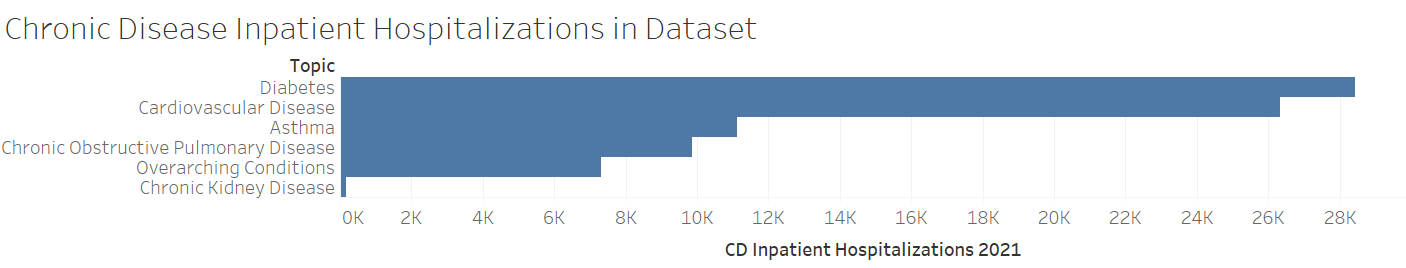 Chronic Disease Inpatient Hospitalizations in Dataset
Topic
Diabetes
Cardiovascular Disease
Asthma
Chronic Obstructive Pulmonary Disease
Overarching Conditions
Chronic Kidney Disease
0K 2K 4K 6K 8K 10K 12K 14K 16K 18K 20K 22K 24K 26K 28K
CD Inpatient Hospitalizations 2021